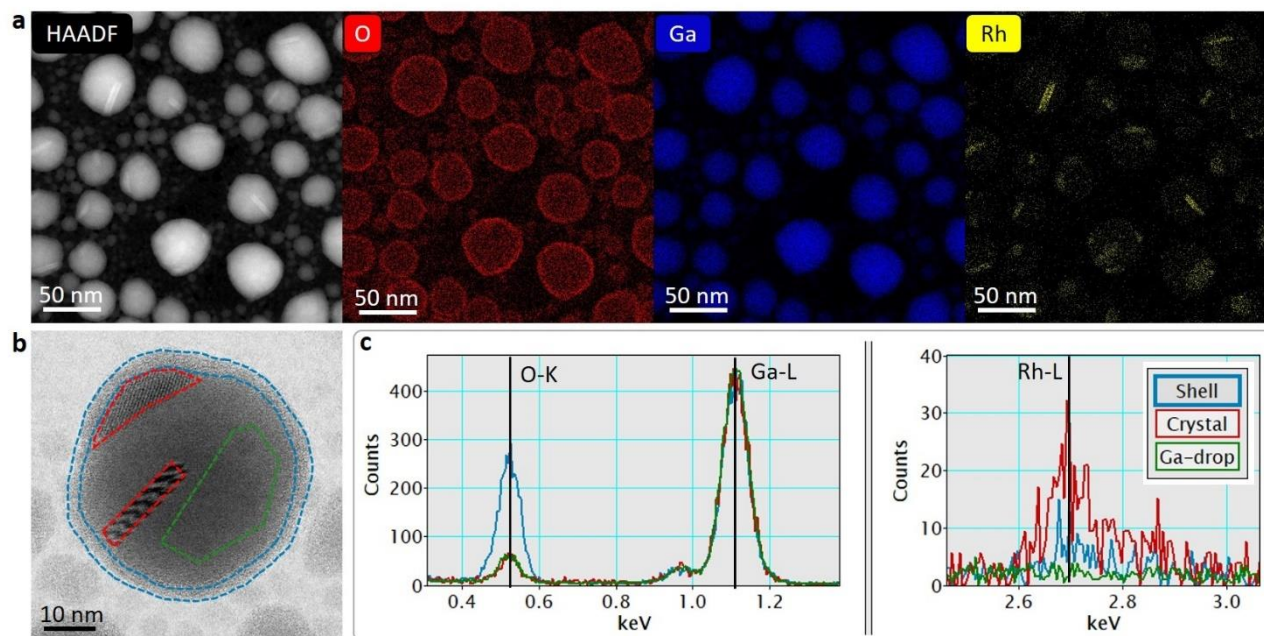 a
HAADF
O
Ga
Rh
50 nm
50 nm
50 nm
50 nm
b
10 nm
c
O-K
Ga-L
Counts
400
300
200
100
0
0.4
0.6
0.8
1.0
1.2
keV
Rh-L
Shell
Crystal
Ga-drop
Counts
40
30
20
10
0
2.6
2.8
3.0
keV